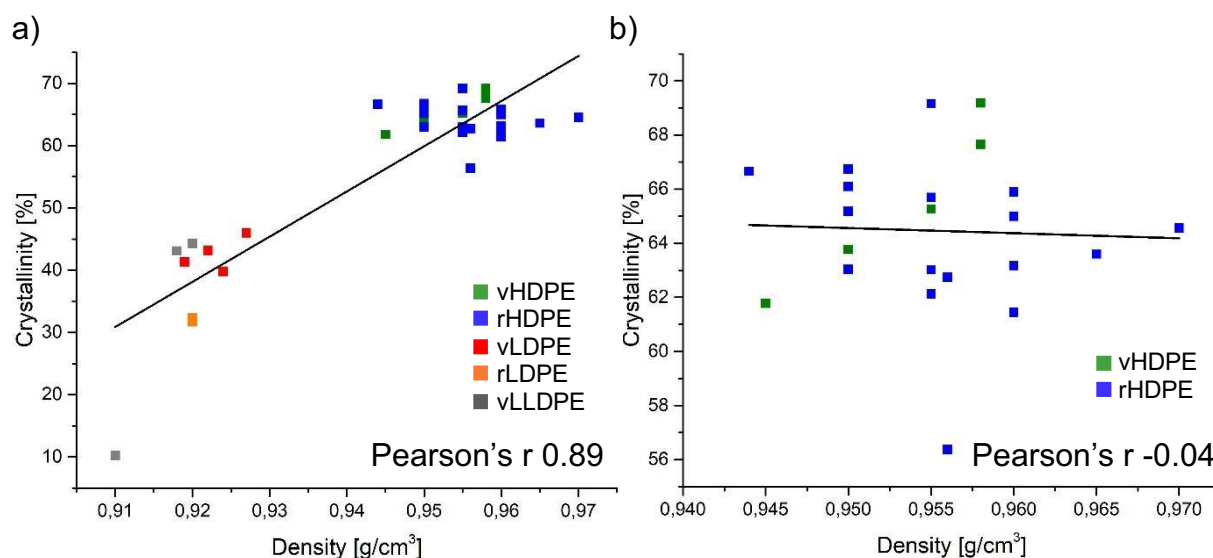 a)
Crystallinity [%]
70
60
50
40
30
20
10
vHDPE
rHDPE
vLDPE
rLDPE
vLLDPE
Pearson’s r 0.89
0,91
0,92
0,93
0,94
0,95
0,96
0,97
Density [g/cm³]
b)
Crystallinity [%]
70
68
66
64
62
60
58
56
vHDPE
rHDPE
Pearson’s r -0.04
0,940
0,945
0,950
0,955
0,960
0,965
0,970
Density [g/cm³]